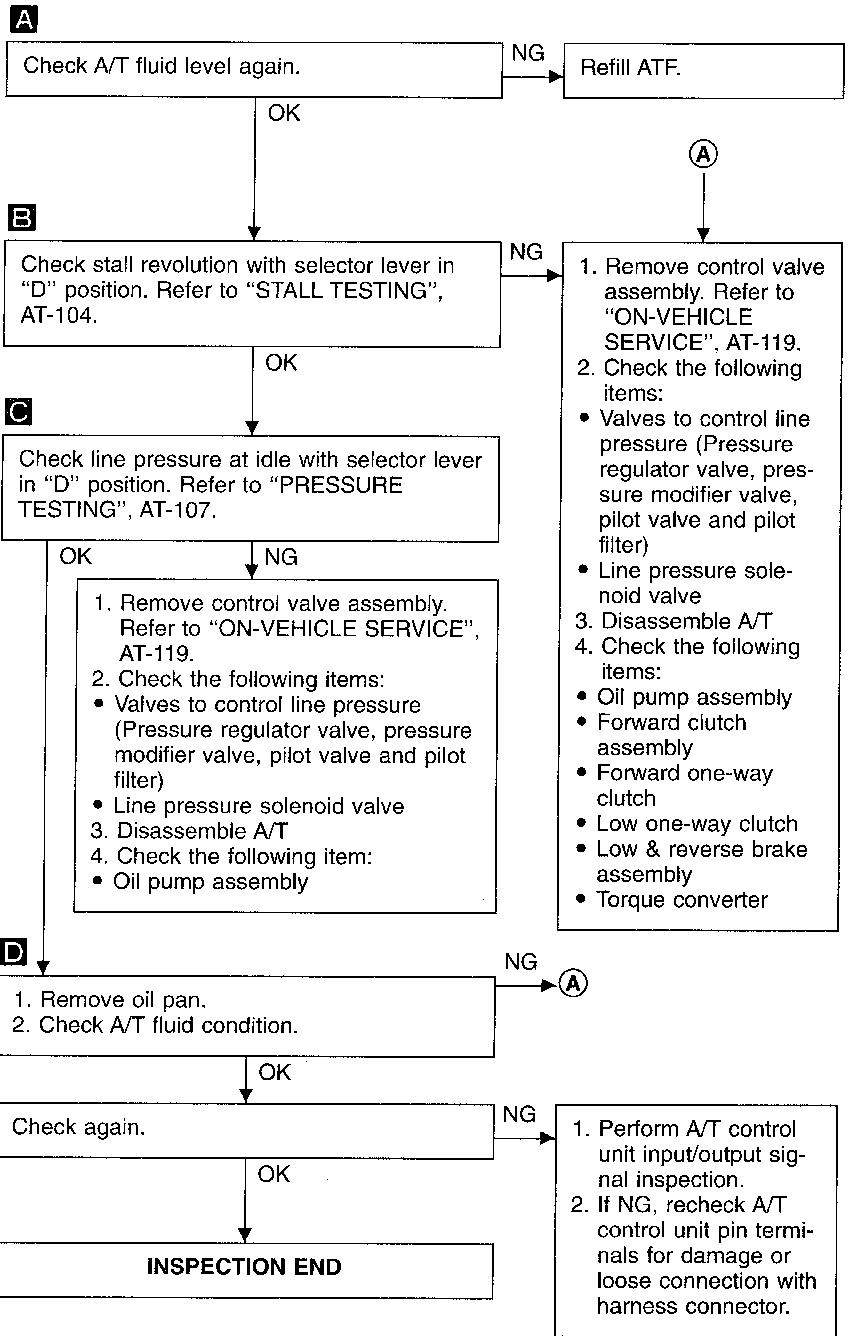 A
Check A/T fluid level again.
NG
Refill ATF.
OK
A
B
Check stall revolution with selector lever in
“D” position. Refer to “STALL TESTING”,
AT-104.
NG
1. Remove control valve
assembly. Refer to
“ON-VEHICLE
SERVICE”, AT-119.
2. Check the following
items:
• Valves to control line
pressure (Pressure
regulator valve, pres-
sure modifier valve,
pilot valve and pilot
filter)
• Line pressure sole-
noid valve
3. Disassemble A/T
4. Check the following
items:
• Oil pump assembly
• Forward clutch
assembly
• Forward one-way
clutch
• Low one-way clutch
• Low & reverse brake
assembly
• Torque converter
OK
C
Check line pressure at idle with selector lever
in “D” position. Refer to “PRESSURE
TESTING”, AT-107.
OK
NG
1. Remove control valve assembly.
Refer to “ON-VEHICLE SERVICE”,
AT-119.
2. Check the following items:
• Valves to control line pressure
(Pressure regulator valve, pressure
modifier valve, pilot valve and pilot
filter)
• Line pressure solenoid valve
3. Disassemble A/T
4. Check the following item:
• Oil pump assembly
D
1. Remove oil pan.
2. Check A/T fluid condition.
NG
A
OK
Check again.
NG
1. Perform A/T control
unit input/output sig-
nal inspection.
2. If NG, recheck A/T
control unit pin termi-
nals for damage or
loose connection with
harness connector.
OK
INSPECTION END